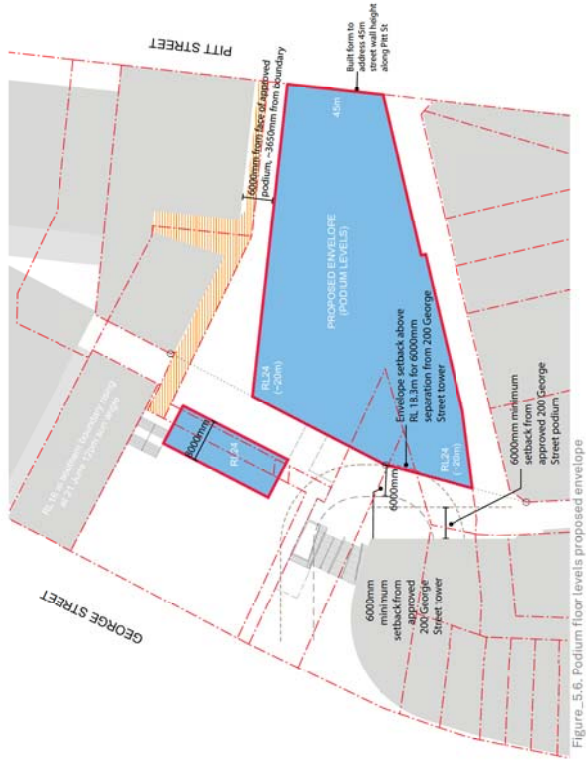 PITT STREET
6000mm from face of approved
podium, ~3650mm from boundary
Built form to
address 45m
street wall height
along Pitt St
45m
PROPOSED ENVELOPE
(PODIUM LEVELS)
RL24
(~20m)
Envelope setback above
RL 18.3m for 6000mm
separation from 200 George
Street tower
RL24
(~20m)
6000mm minimum
setback from
approved 200 George
Street podium
6000mm
6000mm
minimum
setback from
approved
200 George
Street tower
6000mm
RL24
GEORGE STREET
Figure_5.6. Podium floor levels proposed envelope